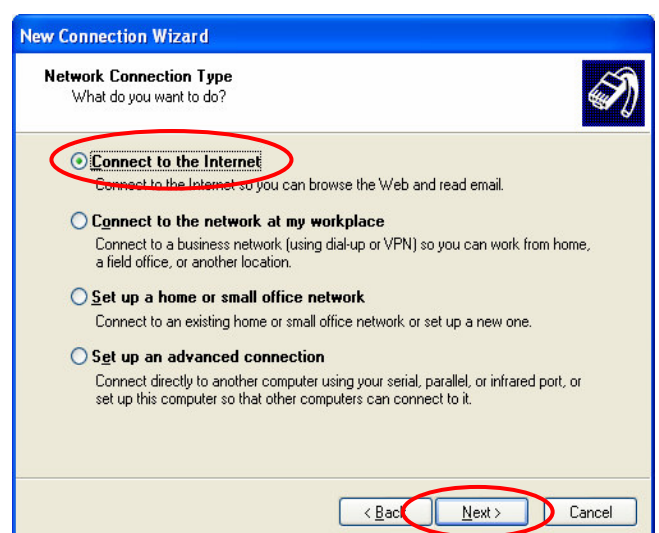 New Connection Wizard
Network Connection Type
What do you want to do?
Connect to the Internet
Connect to the Internet so you can browse the Web and read email.
Connect to the network at my workplace
Connect to a business network (using dial-up or VPN) so you can work from home,
a field office, or another location.
Set up a home or small office network
Connect to an existing home or small office network or set up a new one.
Set up an advanced connection
Connect directly to another computer using your serial, parallel, or infrared port, or
set up this computer so that other computers can connect to it.
< Back Next > Cancel